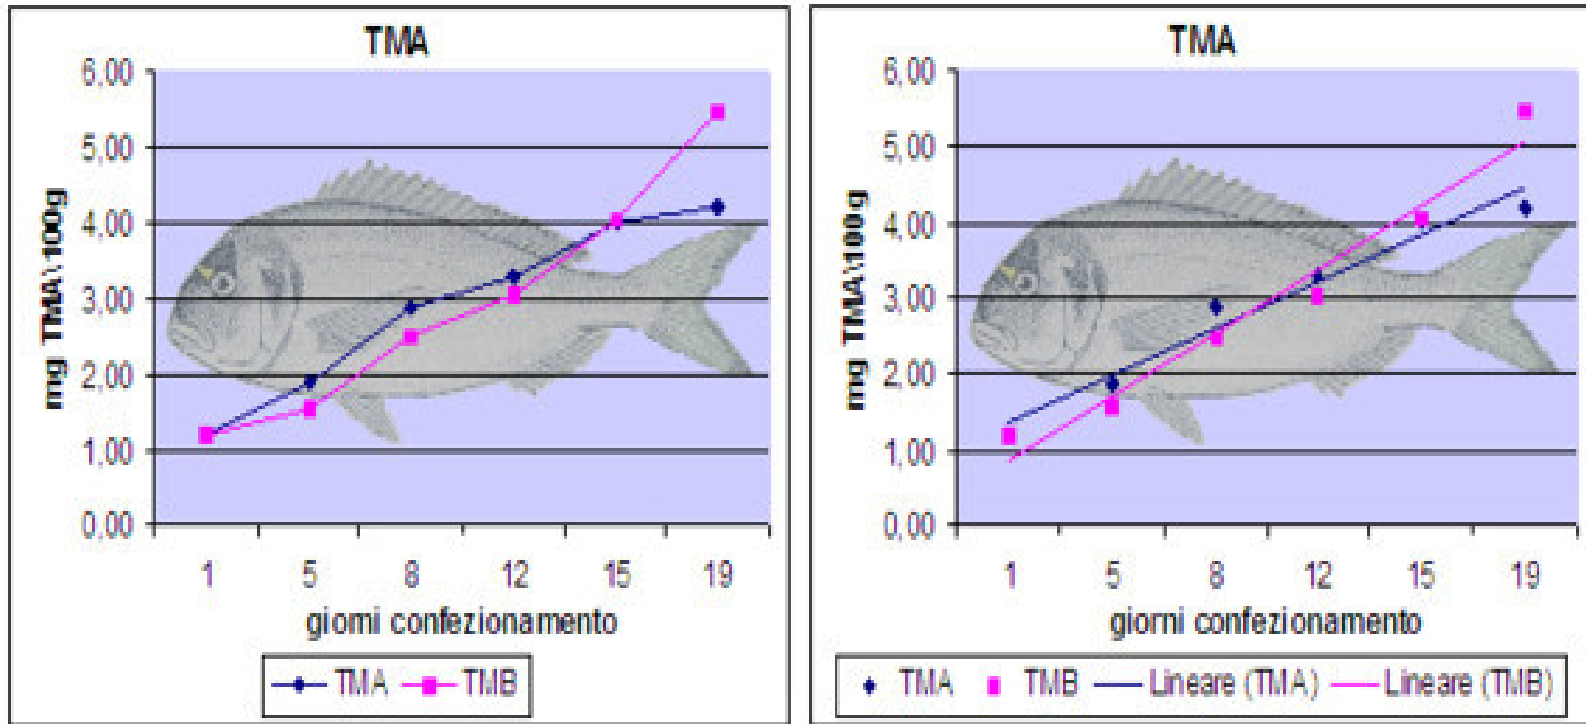 TMA
6,00
5,00
4,00
3,00
2,00
1,00
0,00
mg TMA\100g
1 5 8 12 15 19
giorni confezionamento
TMA TMB
TMA
6,00
5,00
4,00
3,00
2,00
1,00
0,00
mg TMA\100g
1 5 8 12 15 19
giorni confezionamento
TMA TMB Lineare (TMA) Lineare (TMB)